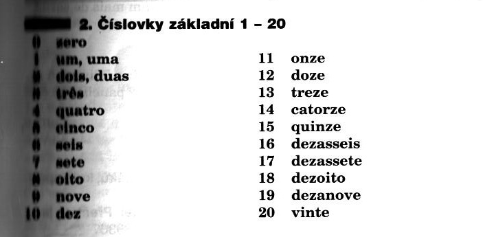 2. Číslovky základní 1 – 20
0 zero
1 um, uma
2 dois, duas
3 três
4 quatro
5 cinco
6 seis
7 sete
8 oito
9 nove
10 dez
11 onze
12 doze
13 treze
14 catorze
15 quinze
16 dezasseis
17 dezassete
18 dezoito
19 dezanove
20 vinte